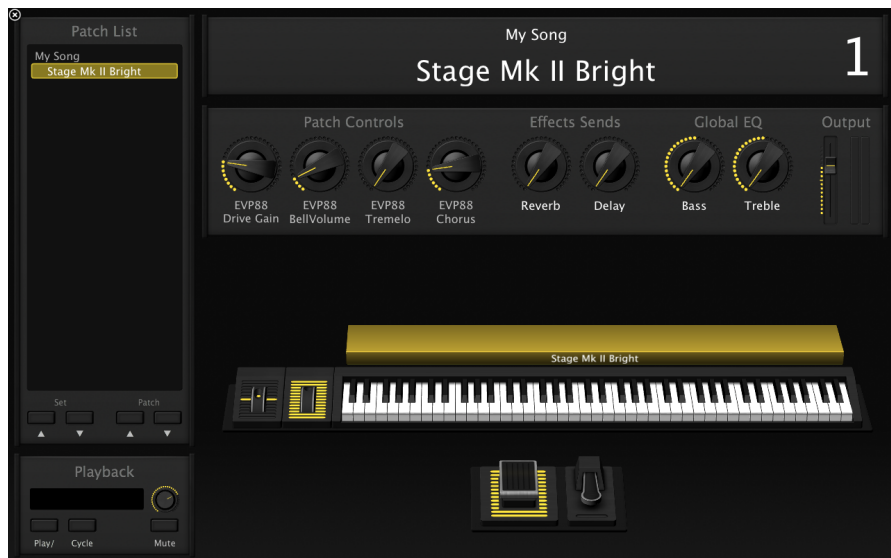 Patch List
My Song
Stage Mk II Bright
Set
Patch
Playback
Play/
Cycle
Mute
My Song
Stage Mk II Bright
1
Patch Controls
Effects Sends
Global EQ
Output
EVP88
Drive Gain
EVP88
BellVolume
EVP88
Tremelo
EVP88
Chorus
Reverb
Delay
Bass
Treble
Stage Mk II Bright